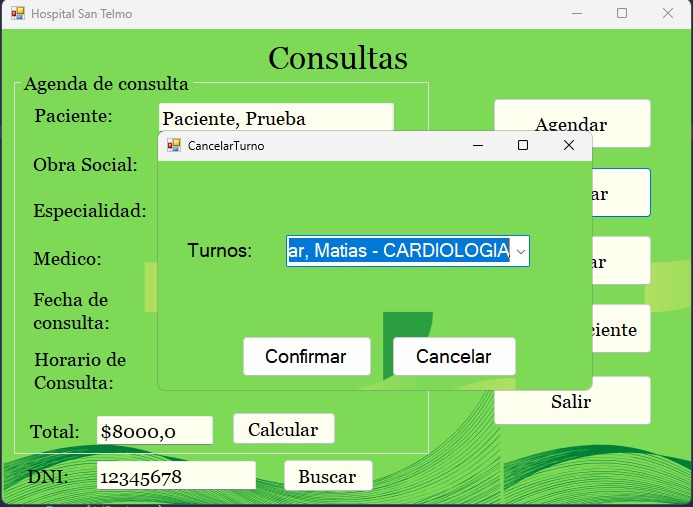 Hospital San Telmo
Consultas
Agenda de consulta
Paciente:
Paciente, Prueba
Agendar
CancelarTurno
Obra Social:
ar
Especialidad:
Turnos:
ar, Matias - CARDIOLOGIA
Medico:
ar
Fecha de
consulta:
iente
Horario de
Consulta:
Confirmar
Cancelar
Salir
Total:
$8000,0
Calcular
DNI:
12345678
Buscar